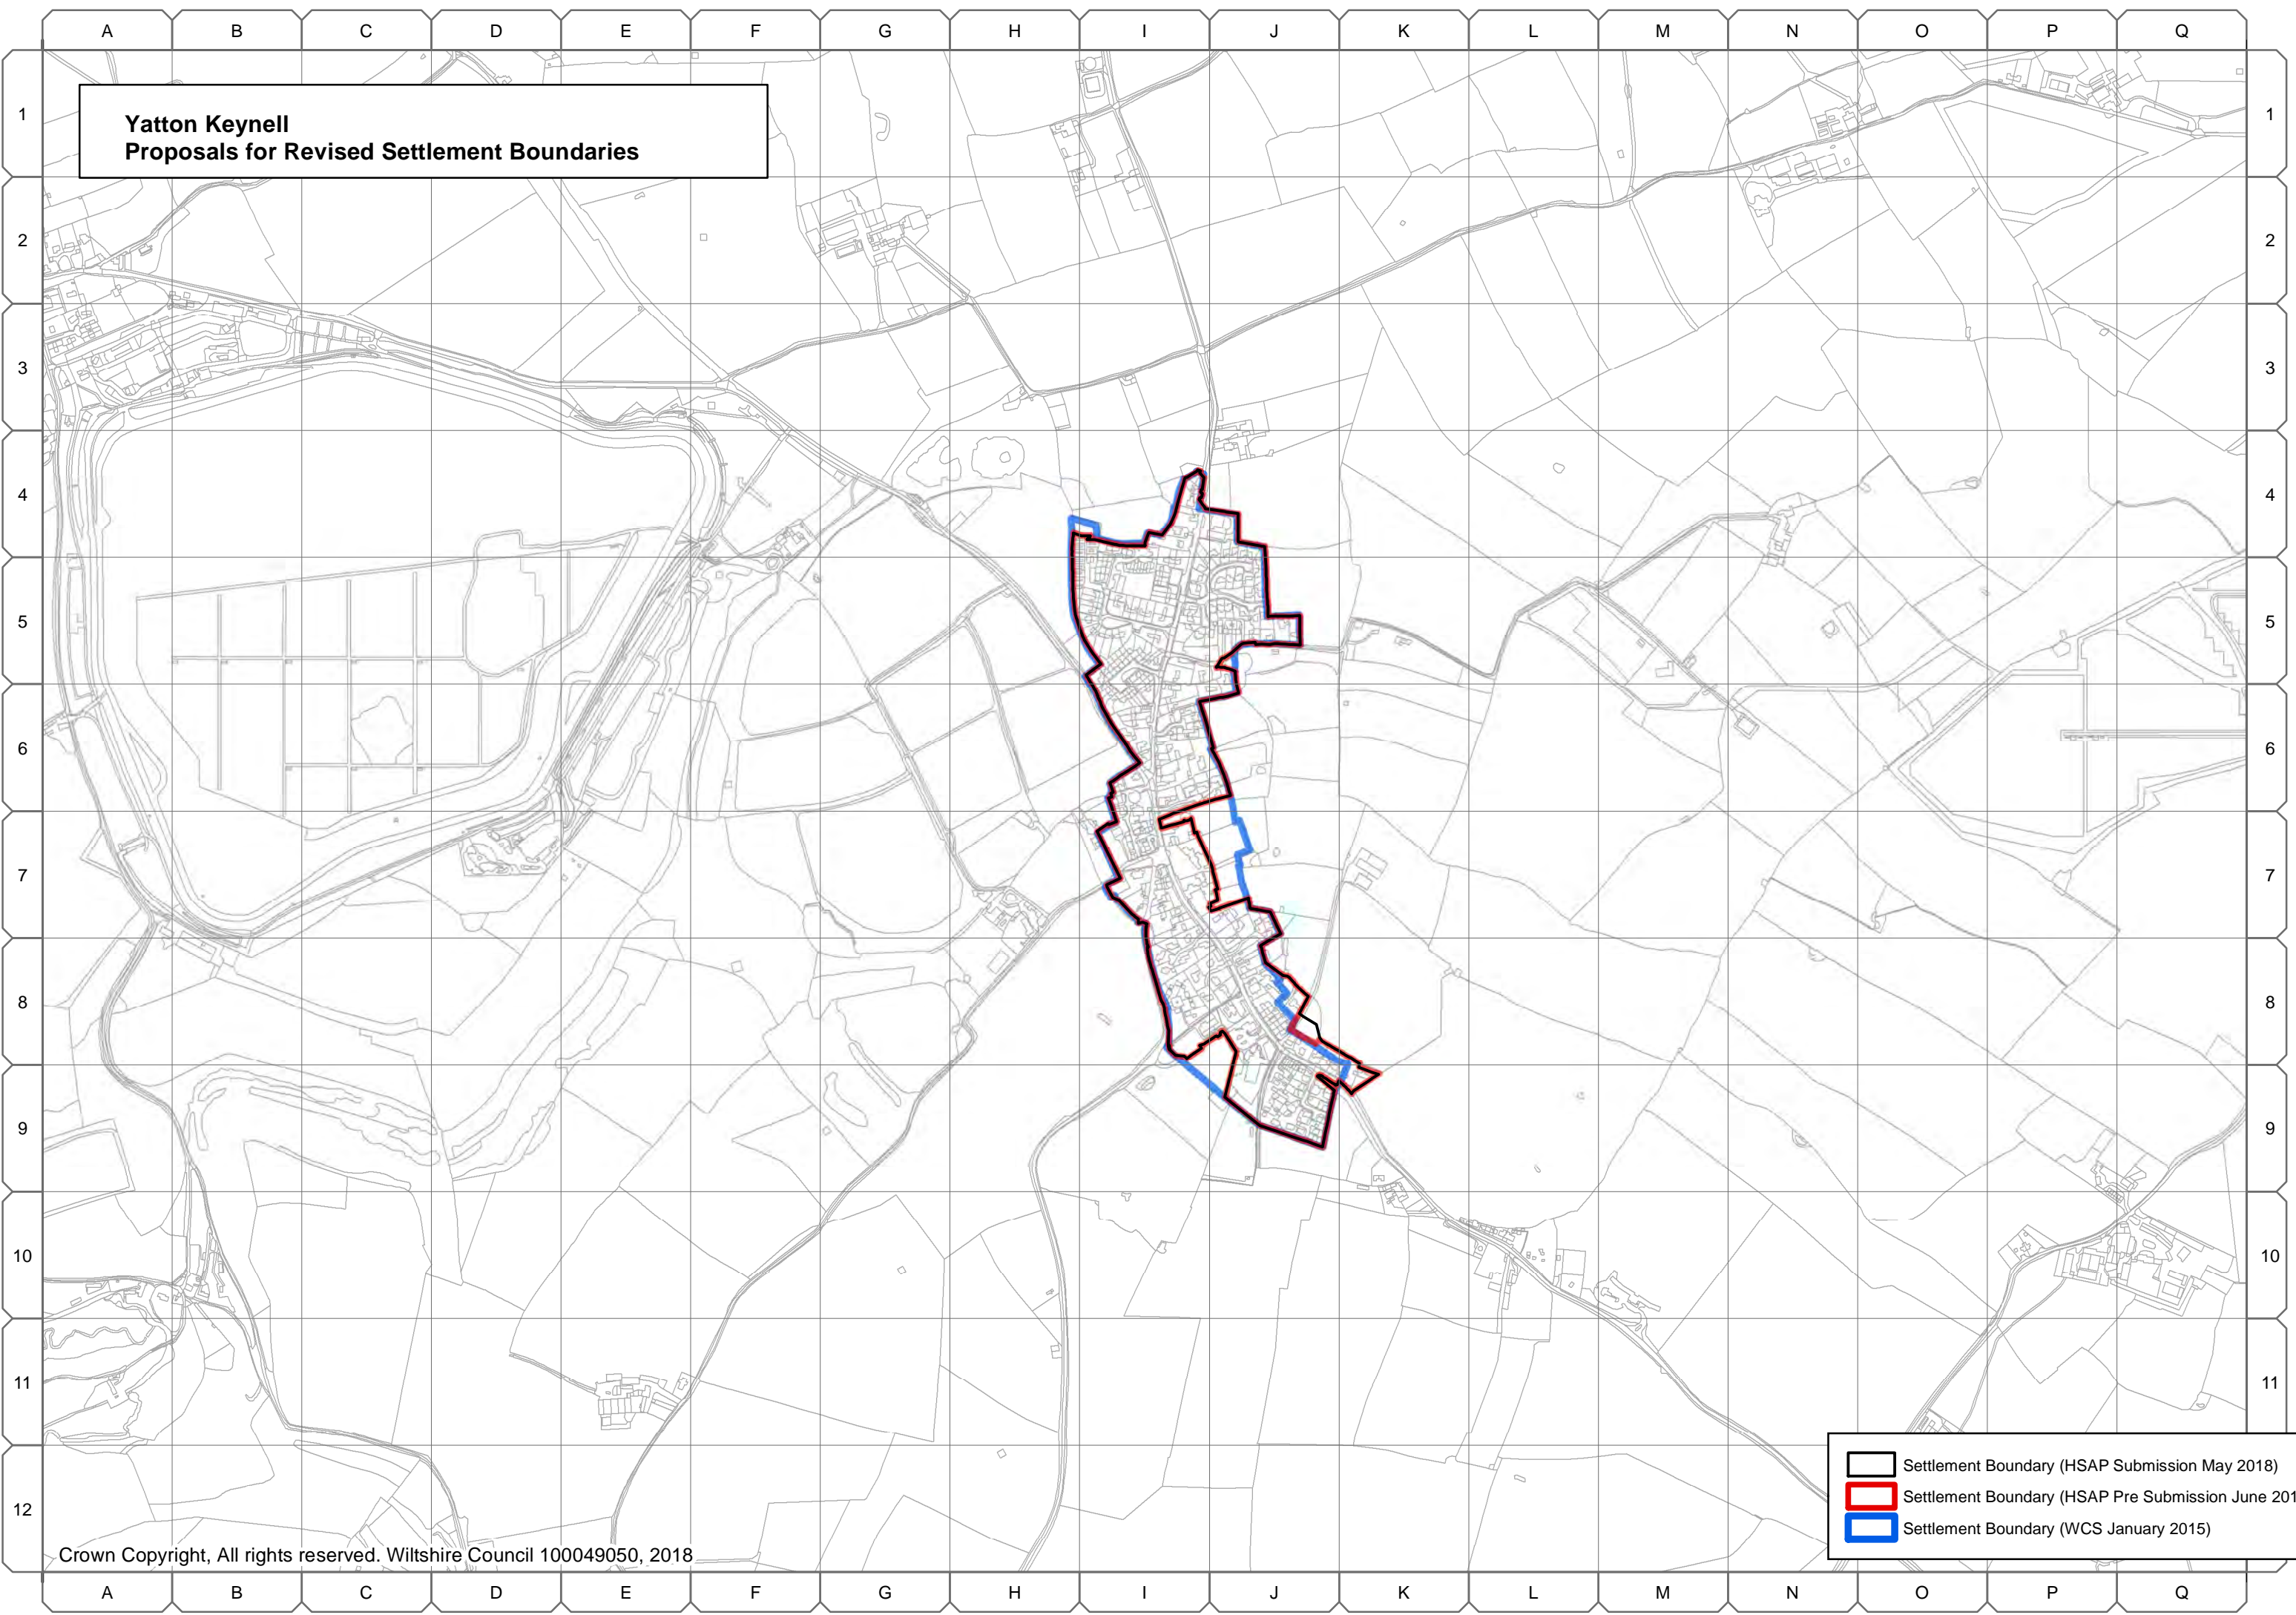 A B C D E F G H I J K L M N O P Q
Yatton Keynell
Proposals for Revised Settlement Boundaries
1 1
2 2
3 3
4 4
5 5
6 6
7 7
8 8
9 9
10 10
11 11
12 12
Settlement Boundary (HSAP Submission May 2018)
Settlement Boundary (HSAP Pre Submission June 201
Settlement Boundary (WCS January 2015)
Crown Copyright, All rights reserved. Wiltshire Council 100049050, 2018
A B C D E F G H I J K L M N O P Q